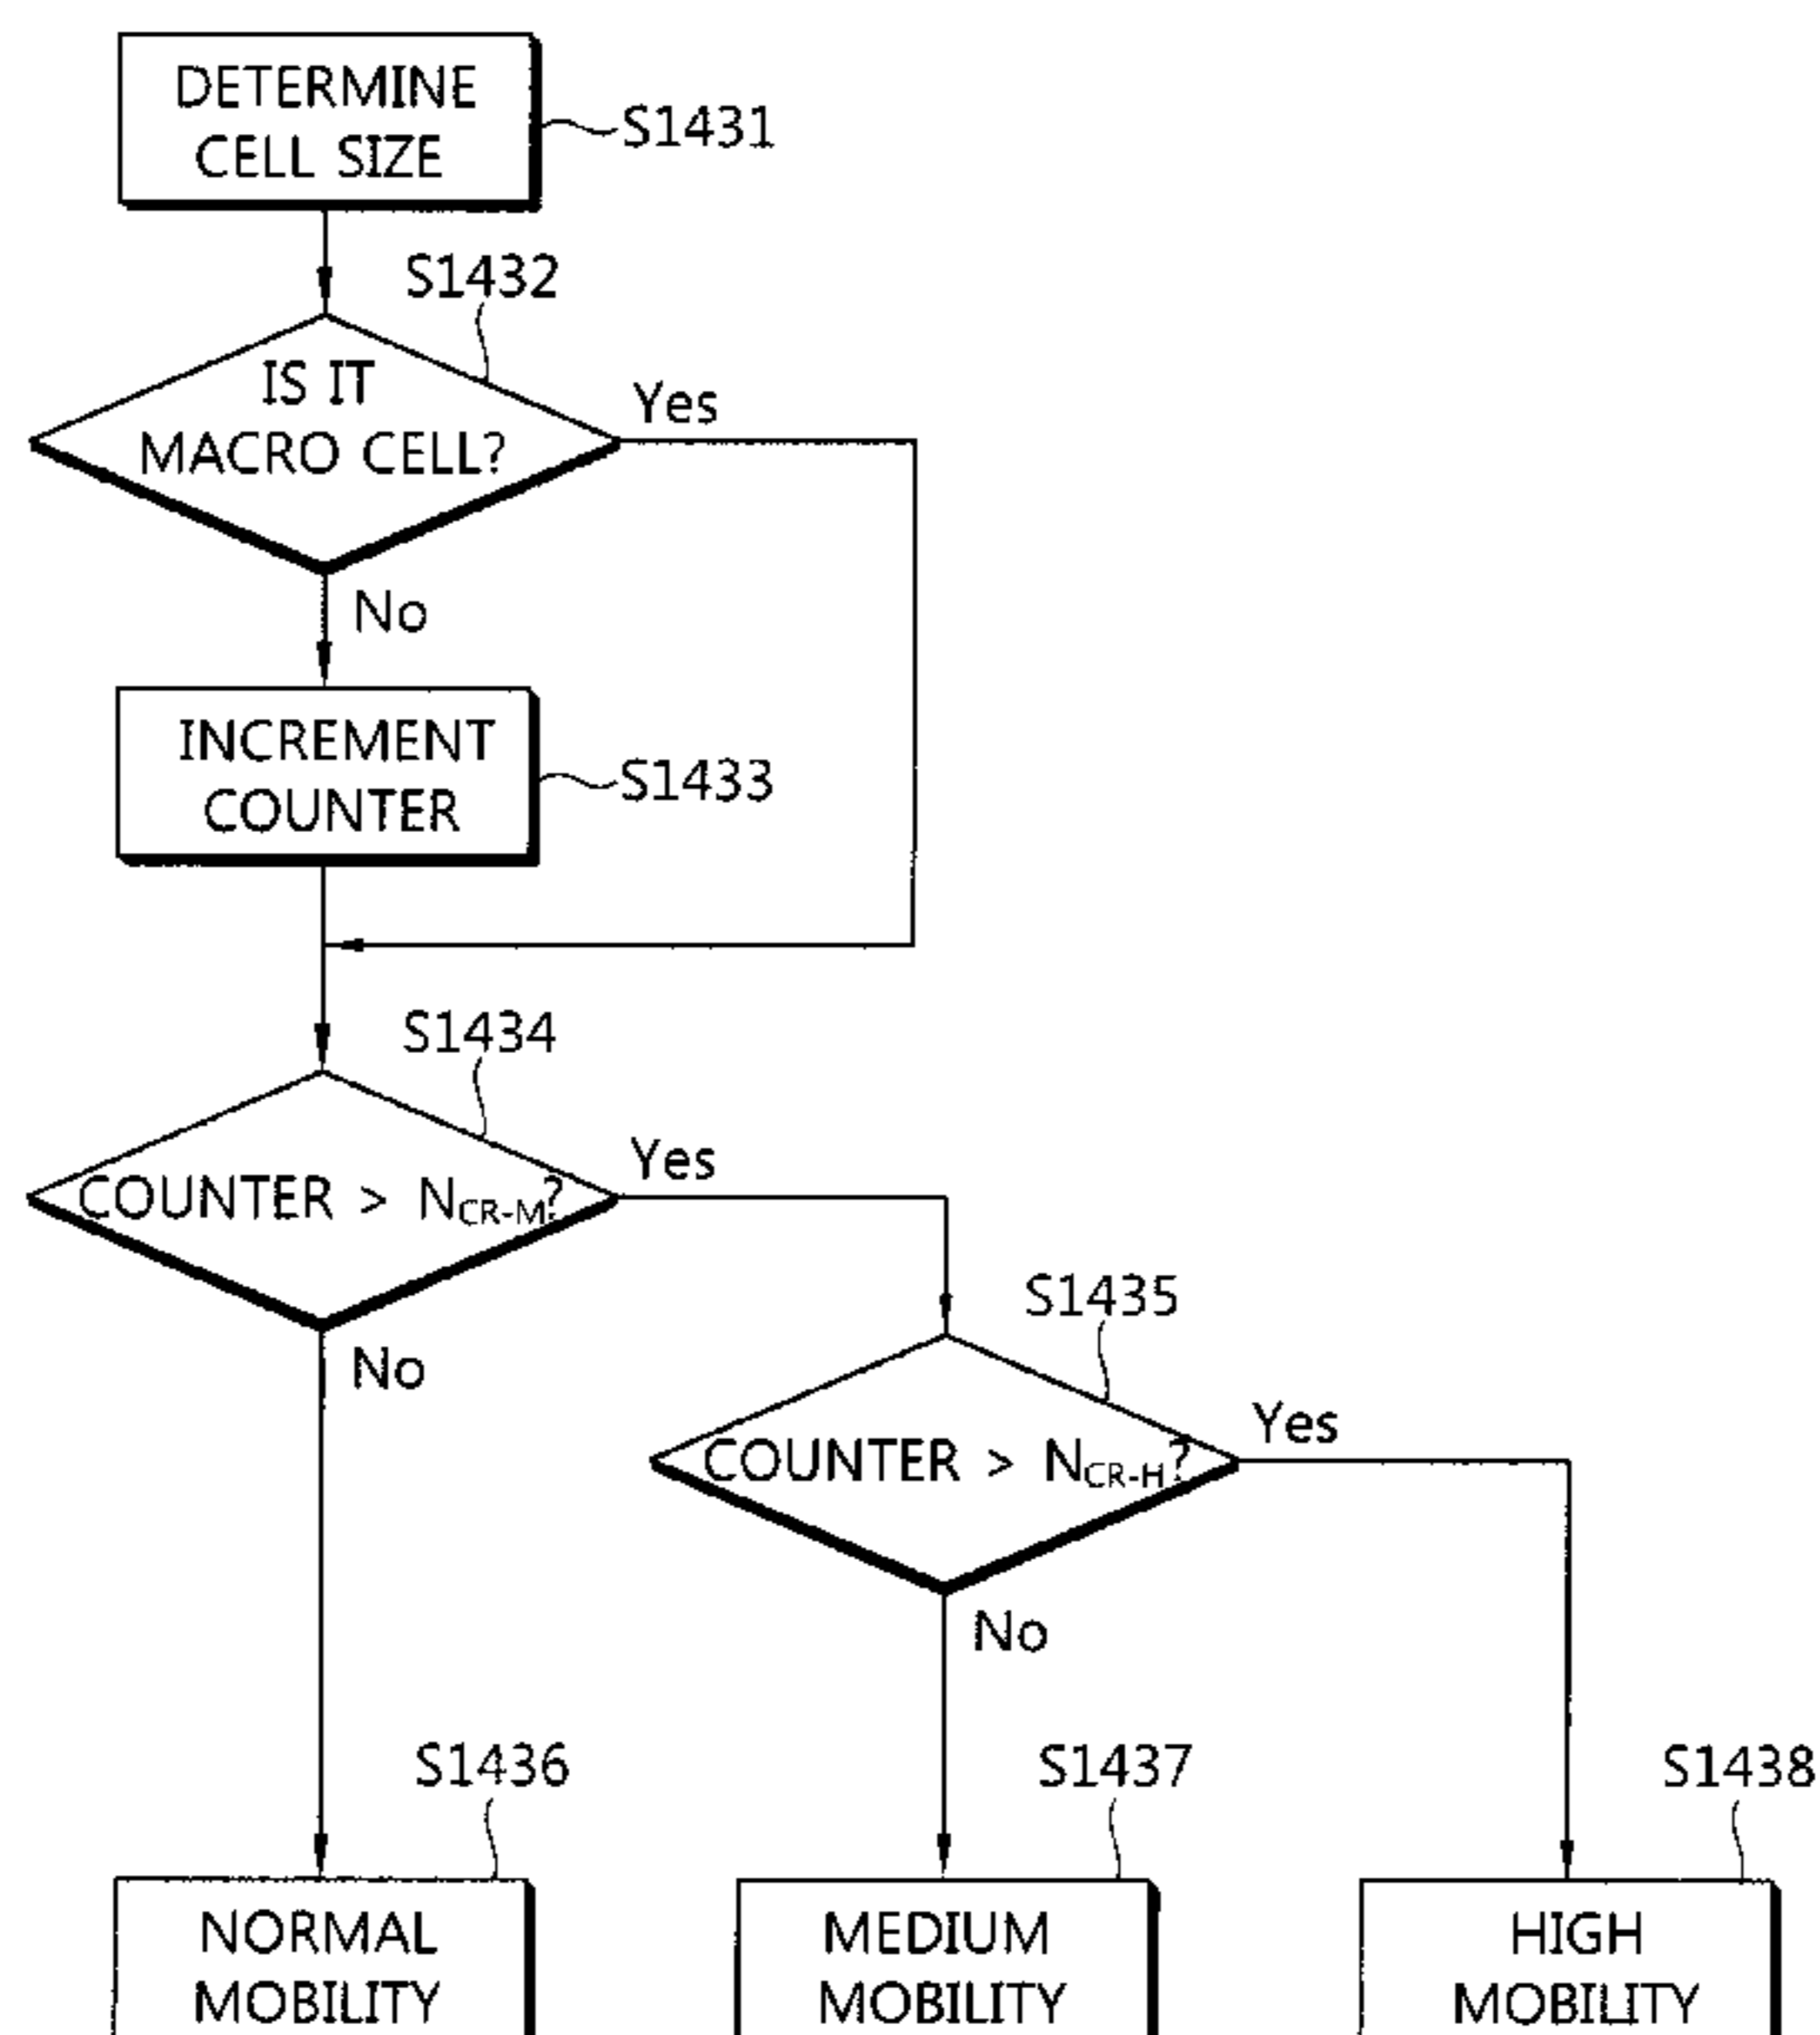 DETERMINE
CELL SIZE
S1431
S1432
IS IT
MACRO CELL?
Yes
No
INCREMENT
COUNTER
S1433
S1434
COUNTER > NCR-M?
Yes
No
S1435
COUNTER > NCR-H?
Yes
No
S1436
NORMAL
MOBILITY
S1437
MEDIUM
MOBILITY
S1438
HIGH
MOBILITY